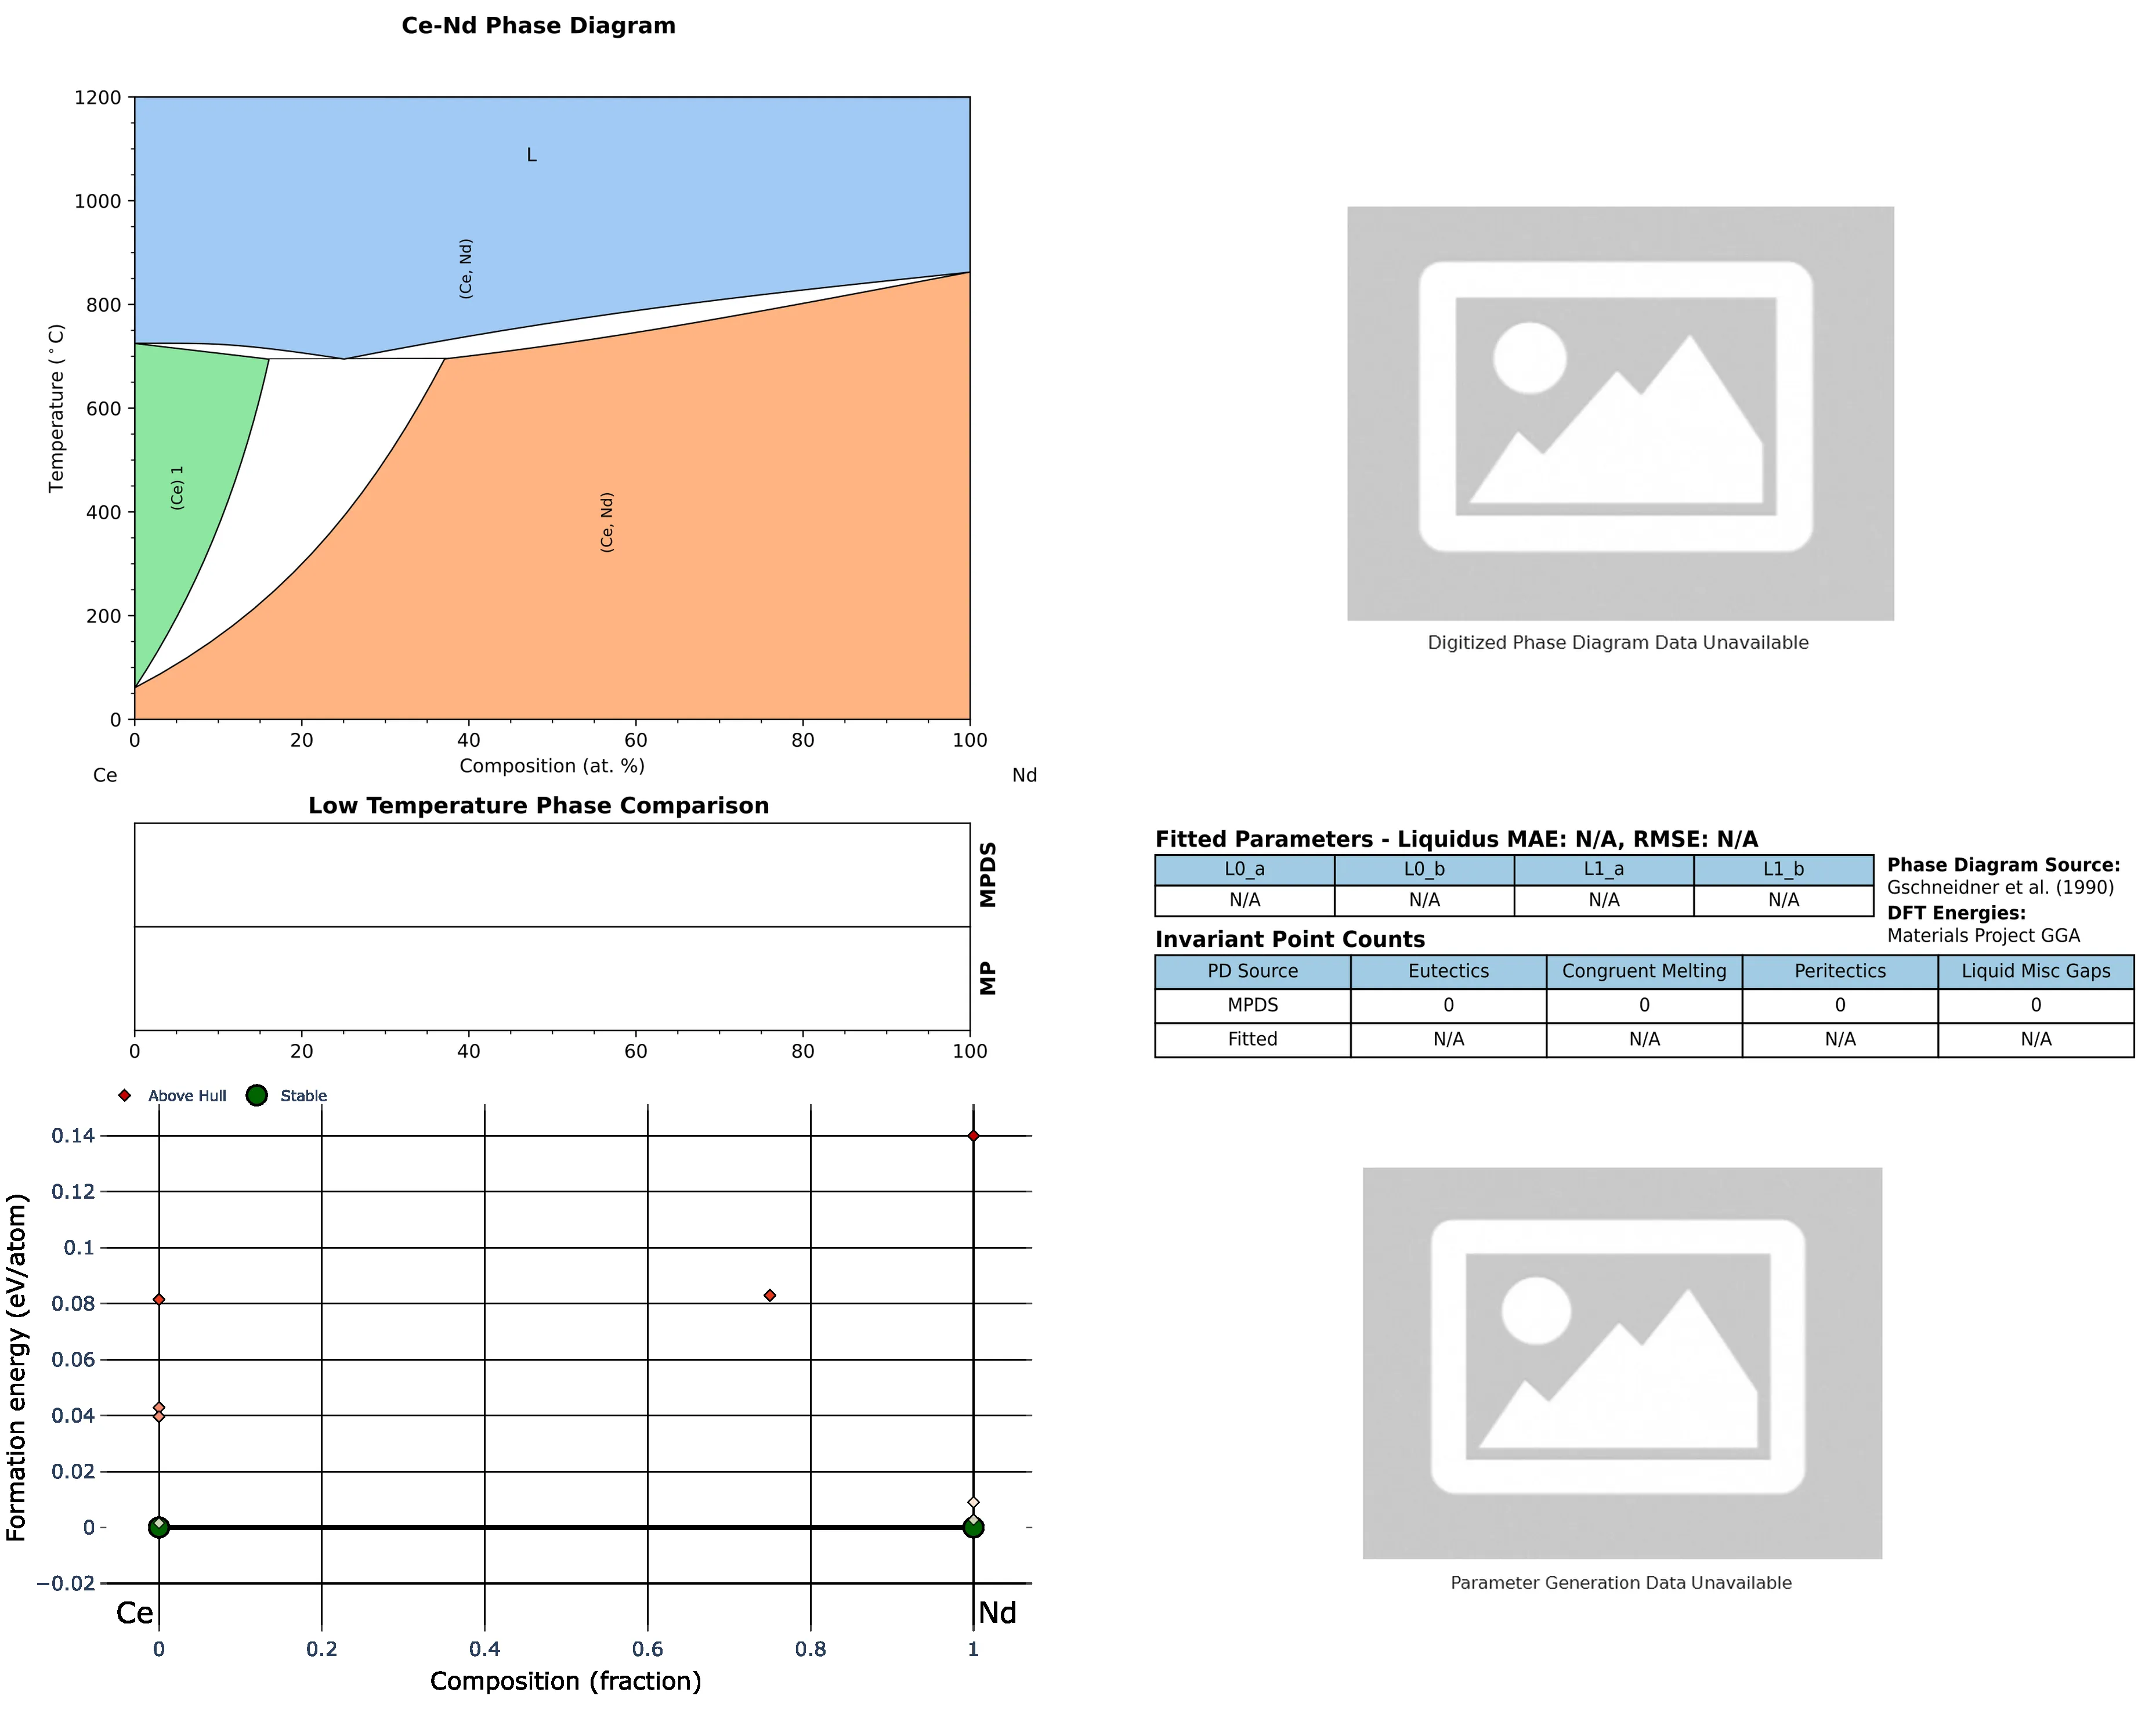 Ce-Nd Phase Diagram
1200
1000
800
600
400
200
0
Temperature (°C)
L
(Ce, Nd)
(Ce) 1
(Ce, Nd)
0 20 40 60 80 100
Composition (at. %)
Ce Nd
Digitized Phase Diagram Data Unavailable
Low Temperature Phase Comparison
MPDS
MP
0 20 40 60 80 100
Fitted Parameters - Liquidus MAE: N/A, RMSE: N/A
L0_a L0_b L1_a L1_b
N/A N/A N/A N/A
Phase Diagram Source:
Gschneidner et al. (1990)
DFT Energies:
Materials Project GGA
Invariant Point Counts
PD Source Eutectics Congruent Melting Peritectics Liquid Misc Gaps
MPDS 0 0 0 0
Fitted N/A N/A N/A N/A
Above Hull Stable
0.14
0.12
0.1
0.08
0.06
0.04
0.02
0
−0.02
Formation energy (eV/atom)
Ce Nd
0 0.2 0.4 0.6 0.8 1
Composition (fraction)
Parameter Generation Data Unavailable